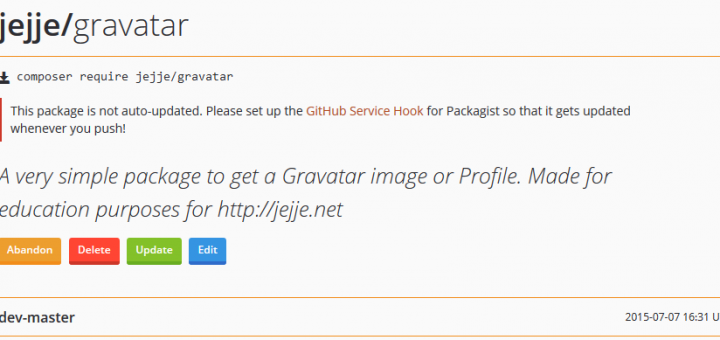 jejje/gravatar
composer require jejje/gravatar
This package is not auto-updated. Please set up the GitHub Service Hook for Packagist so that it gets updated
whenever you push!
A very simple package to get a Gravatar image or Profile. Made for
education purposes for http://jejje.net
Abandon Delete Update Edit
dev-master 2015-07-07 16:31 U